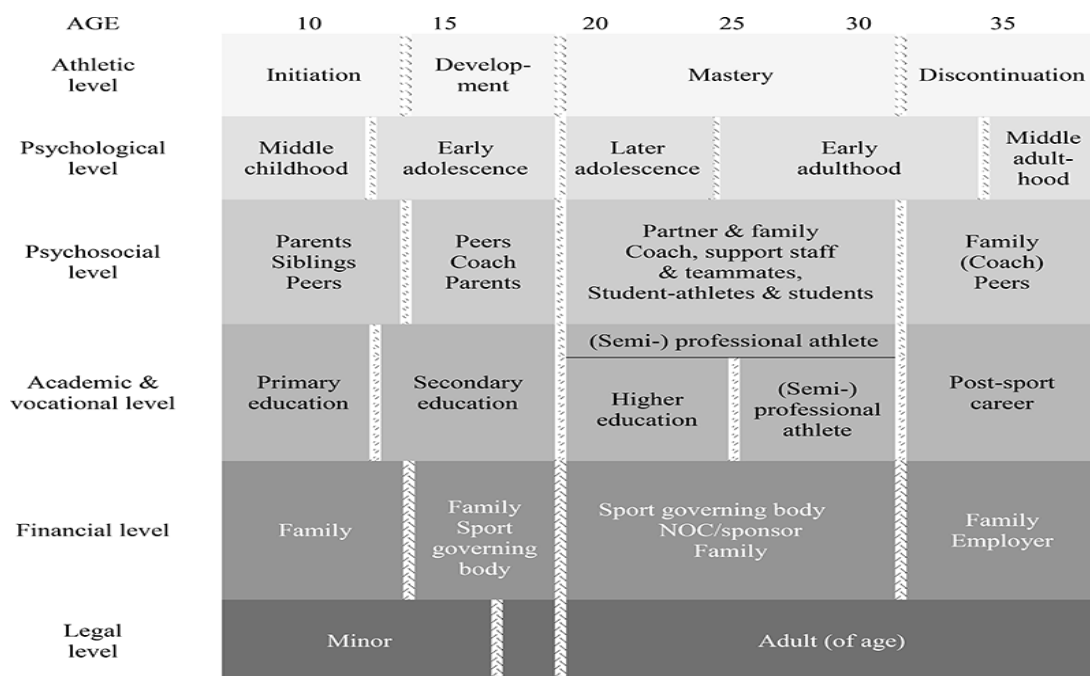 AGE 10 15 20 25 30 35
Athletic
level
Initiation
Develop-
ment
Mastery
Discontinuation
Psychological
level
Middle
childhood
Early
adolescence
Later
adolescence
Early
adulthood
Middle
adult-
hood
Psychosocial
level
Parents
Siblings
Peers
Peers
Coach
Parents
Partner & family
Coach, support staff
& teammates,
Student-athletes & students
Family
(Coach)
Peers
Academic &
vocational level
Primary
education
Secondary
education
(Semi-) professional athlete
Higher
education
(Semi-)
professional
athlete
Post-sport
career
Financial level
Family
Family
Sport
governing
body
Sport governing body
NOC/sponsor
Family
Family
Employer
Legal
level
Minor
Adult (of age)